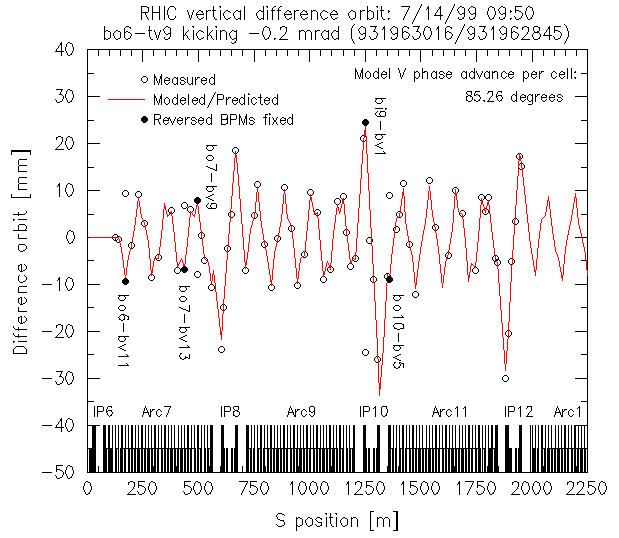 RHIC vertical difference orbit: 7/14/99 09:50
bo6-tv9 kicking -0.2 mrad (931963016/931962845)
Model V phase advance per cell:
85.26 degrees
Measured
Modeled/Predicted
Reversed BPMs fixed
bo7-bv9
bi9-bv1
bo6-bv11
bo7-bv13
bo10-bv5
Difference orbit [mm]
40
30
20
10
0
-10
-20
-30
-40
-50
IP6 Arc7 IP8 Arc9 IP10 Arc11 IP12 Arc1
0 250 500 750 1000 1250 1500 1750 2000 2250
S position [m]